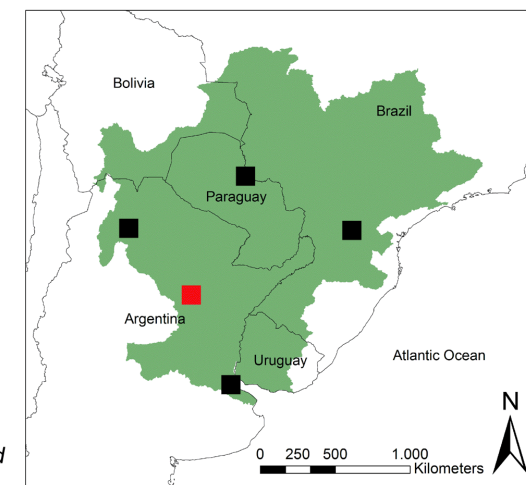 Bolivia
Brazil
Paraguay
Argentina
Uruguay
Atlantic Ocean
N
0 250 500 1.000
Kilometers
d